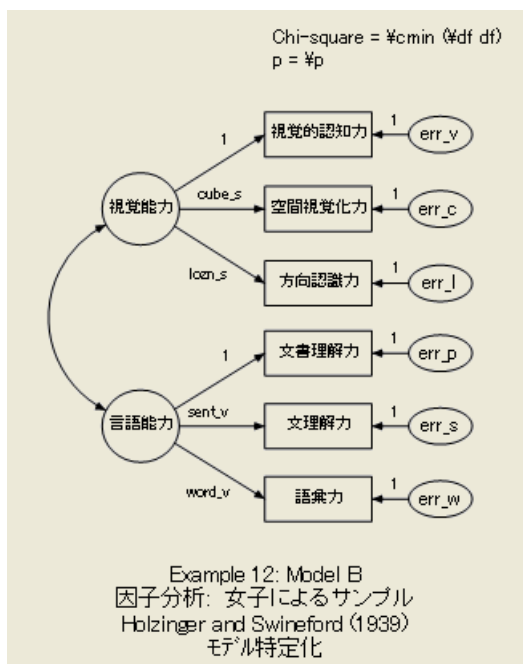 Chi-square = ¥cmin (¥df df)
p = ¥p
1
視覚的認知力
1
err_v
視覚能力
cube_s
空間視覚化力
1
err_c
lozn_s
方向認識力
1
err_l
1
文書理解力
1
err_p
言語能力
sent_v
文理解力
1
err_s
word_v
語彙力
1
err_w
Example 12: Model B
因子分析: 女子によるサンプル
Holzinger and Swineford (1939)
モデル特定化